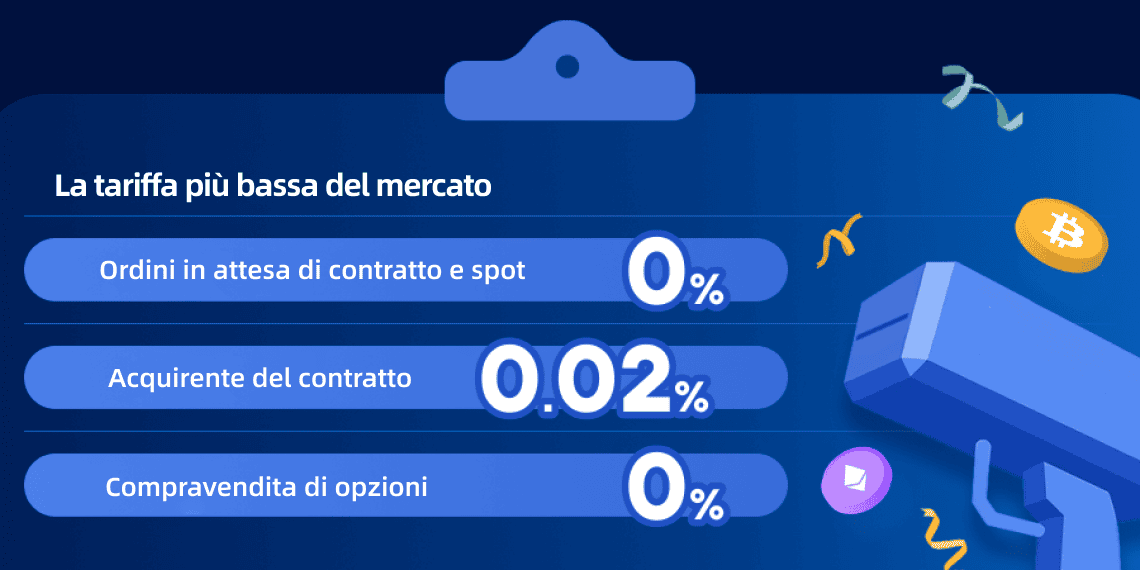 La tariffa più bassa del mercato
Ordini in attesa di contratto e spot 0%
Acquirente del contratto 0.02%
Compravendita di opzioni 0%